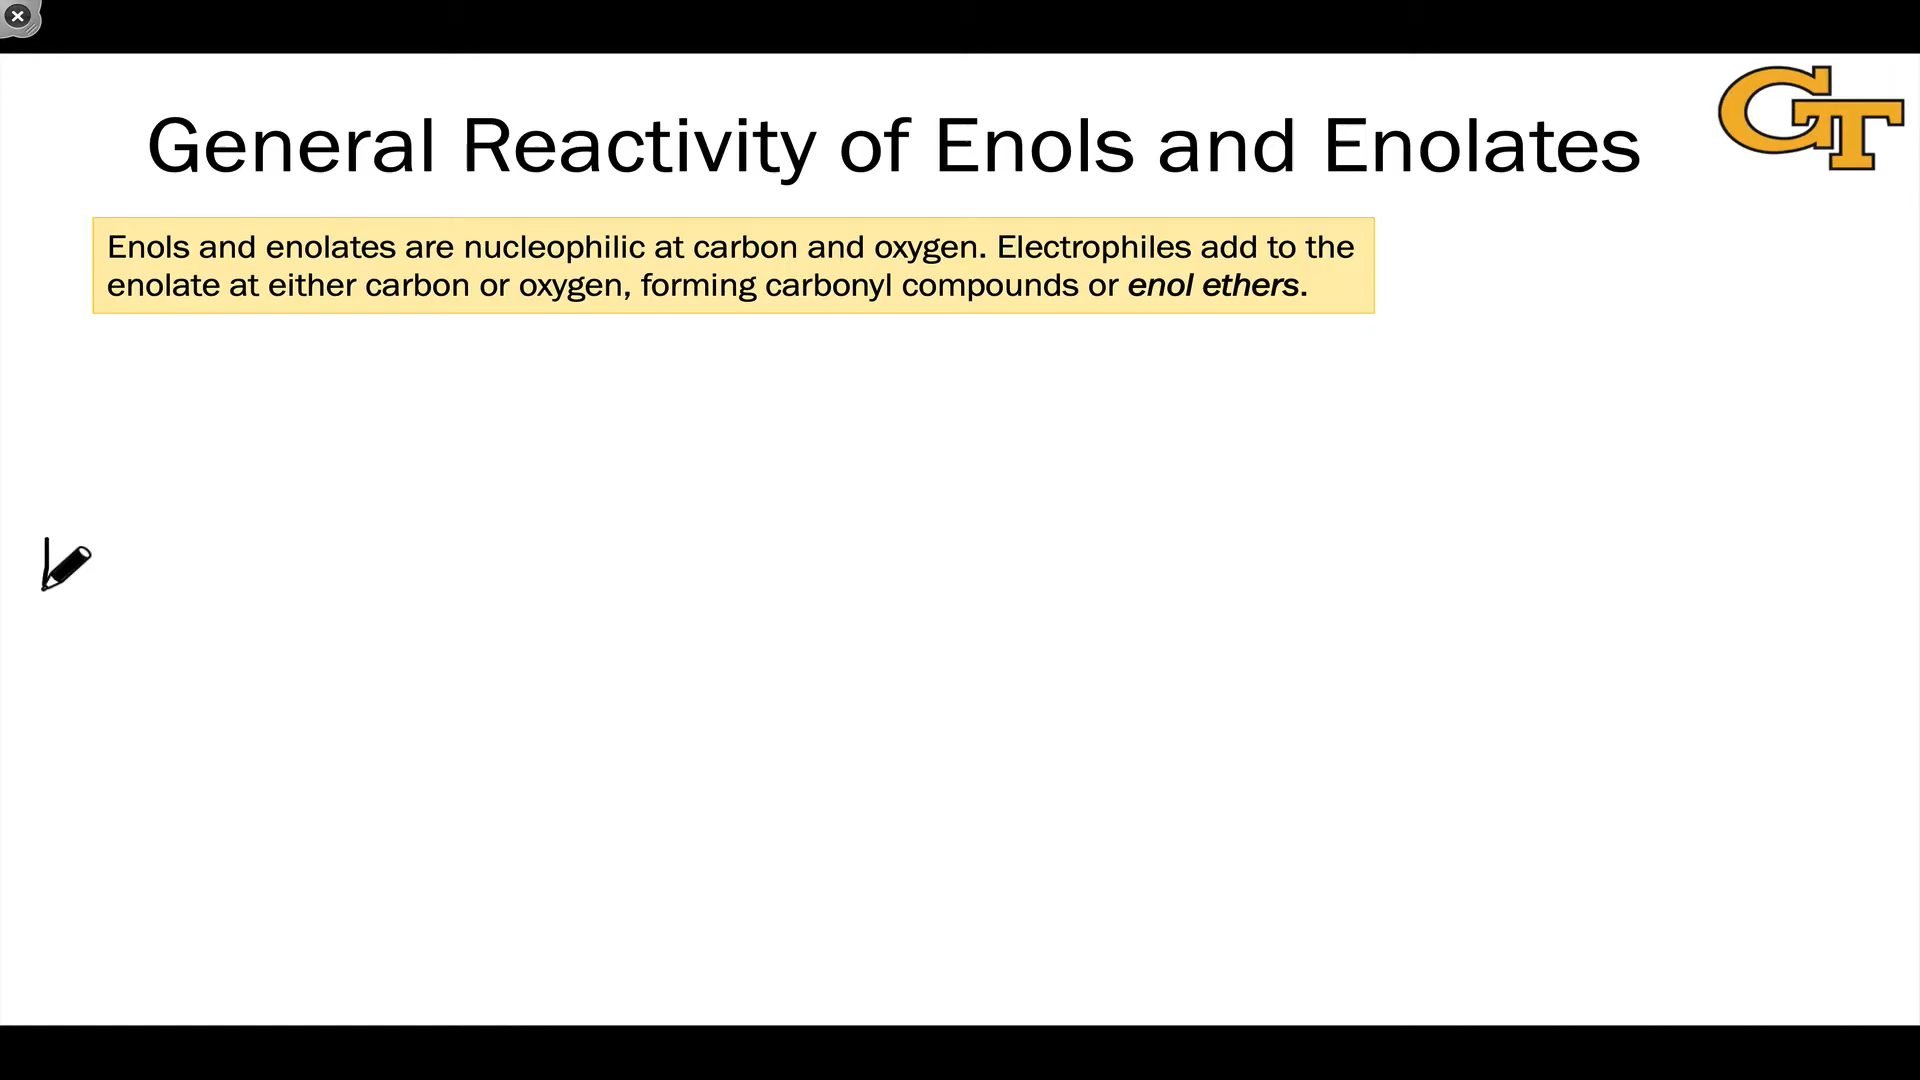 GT
General Reactivity of Enols and Enolates
Enols and enolates are nucleophilic at carbon and oxygen. Electrophiles add to the
enolate at either carbon or oxygen, forming carbonyl compounds or enol ethers.